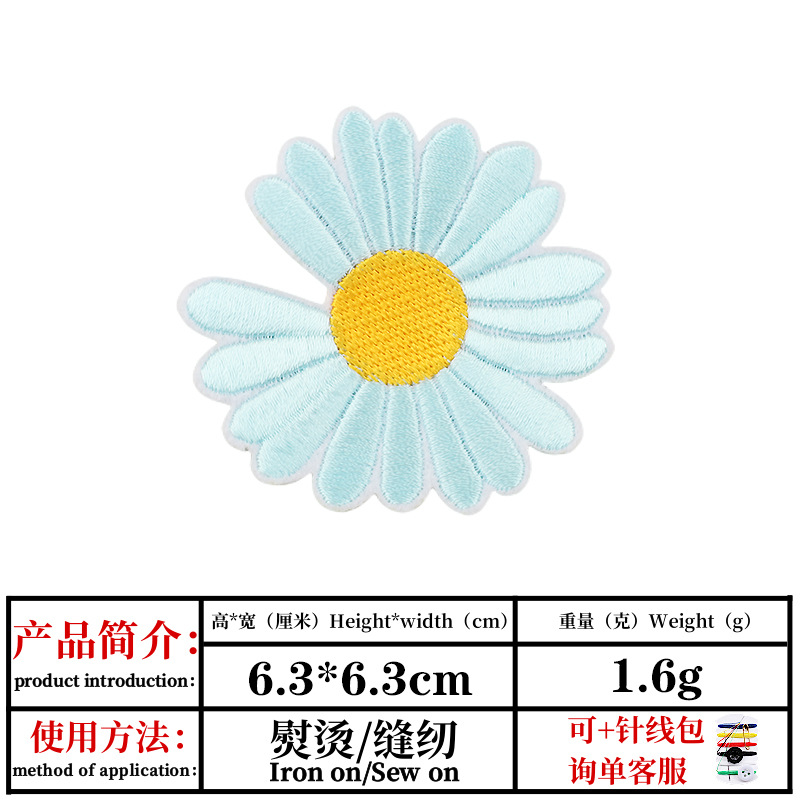 产品简介：
product introduction：
高*宽（厘米）Height*width（cm）
重量（克）Weight（g）
6.3*6.3cm
1.6g
使用方法：
method of application：
熨烫/缝纫
Iron on/Sew on
可+针线包
询单客服